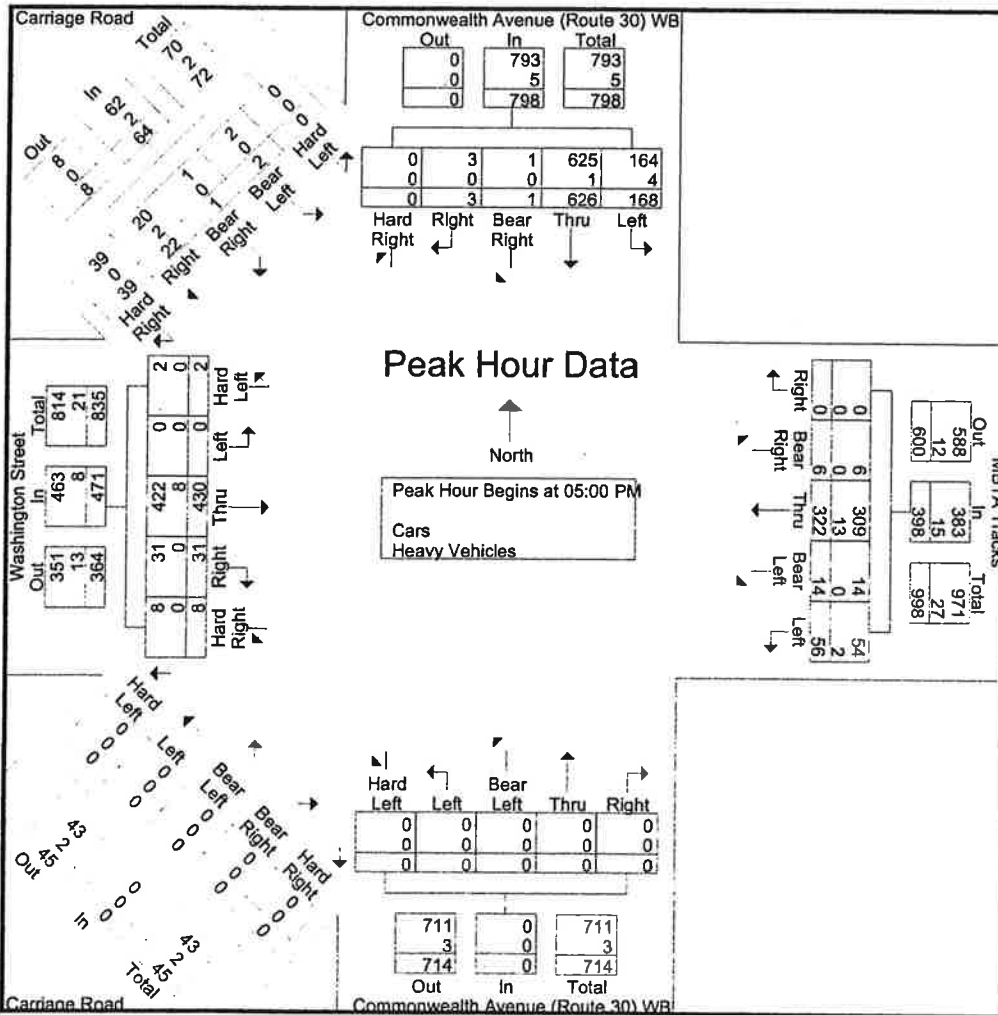 Carriage Road
Commonwealth Avenue (Route 30) WB
Out In Total
0 793 793
0 5 5
0 798 798
Total
70 2 72
In
62 2 64
Out
8 0 8
0 3 1 625 164
0 0 0 1 4
0 3 1 626 168
Hard Right
Right
Bear Right
Thru
Left
0 0 0
Hard Left
2 0 2
Bear Left
1 0 1
Bear Right
20 2 22
Right
39 0 39
Hard Right
Peak Hour Data
North
Peak Hour Begins at 05:00 PM
Cars
Heavy Vehicles
Washington Street
Total
814 21 835
In
463 8 471
Out
351 13 364
2 0 2
Hard Left
0 0 0
Left
422 8 430
Thru
31 0 31
Right
8 0 8
Hard Right
Right
0 0 0
Bear Right
6 0 6
Thru
322 13 309
Bear Left
14 0 14
Left
56 2 54
Out
588 12 600
In
383 15 398
Total
971 27 998
MBTA Tracks
Hard Left
0 0 0
Left
0 0 0
Bear Left
0 0 0
Bear Right
0 0 0
Hard Right
0 0 0
43 2 45
Out
0 0 0
In
43 2 45
Total
Hard Left
Left
Bear Left
Thru
Right
0 0 0 0 0
0 0 0 0 0
0 0 0 0 0
711 0 711
3 0 3
714 0 714
Out In Total
Carriage Road
Commonwealth Avenue (Route 30) WB